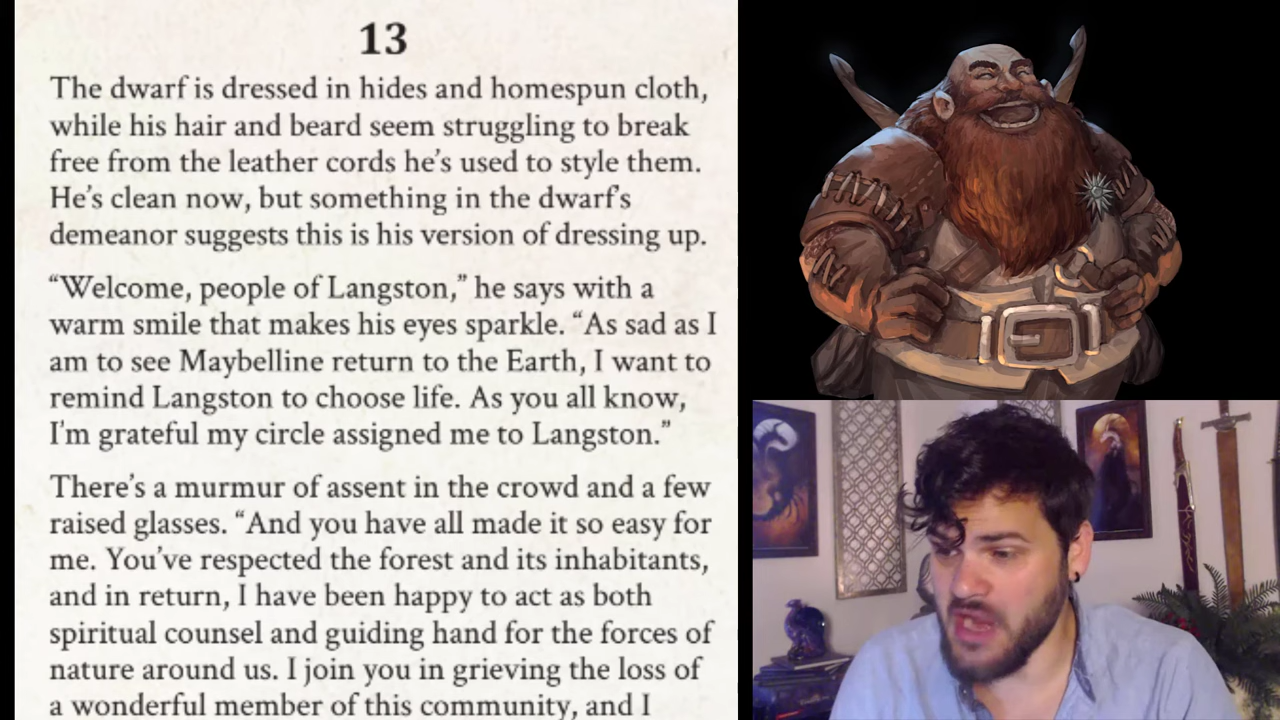 13
The dwarf is dressed in hides and homespun cloth,
while his hair and beard seem struggling to break
free from the leather cords he’s used to style them.
He’s clean now, but something in the dwarf’s
demeanor suggests this is his version of dressing up.
“Welcome, people of Langston,” he says with a
warm smile that makes his eyes sparkle. “As sad as I
am to see Maybelline return to the Earth, I want to
remind Langston to choose life. As you all know,
I’m grateful my circle assigned me to Langston.”
There’s a murmur of assent in the crowd and a few
raised glasses. “And you have all made it so easy for
me. You’ve respected the forest and its inhabitants,
and in return, I have been happy to act as both
spiritual counsel and guiding hand for the forces of
nature around us. I join you in grieving the loss of
a wonderful member of this community, and I